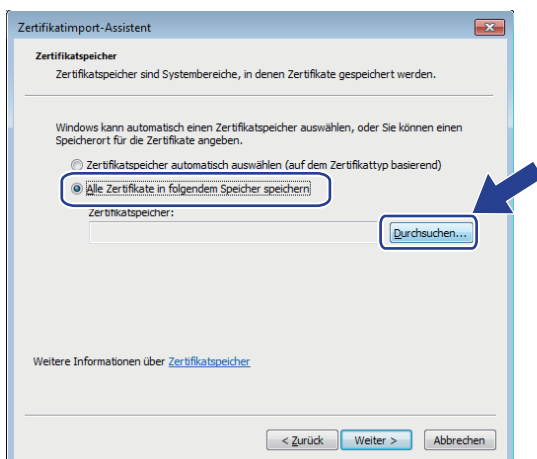 Zertifikatimport-Assistent
Zertifikatspeicher
Zertifikatspeicher sind Systembereiche, in denen Zertifikate gespeichert werden.
Windows kann automatisch einen Zertifikatspeicher auswählen, oder Sie können einen
Speicherort für die Zertifikate angeben.
Zertifikatspeicher automatisch auswählen (auf dem Zertifikattyp basierend)
Alle Zertifikate in folgendem Speicher speichern
Zertifikatspeicher:
Durchsuchen...
Weitere Informationen über Zertifikatspeicher
< Zurück Weiter > Abbrechen